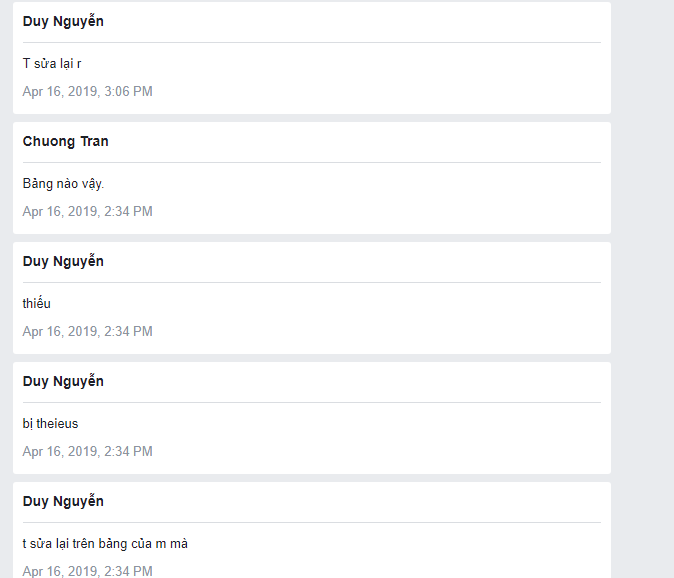 Duy Nguyễn
T sửa lại r
Apr 16, 2019, 3:06 PM
Chuong Tran
Bảng nào vậy.
Apr 16, 2019, 2:34 PM
Duy Nguyễn
thiếu
Apr 16, 2019, 2:34 PM
Duy Nguyễn
bị theieus
Apr 16, 2019, 2:34 PM
Duy Nguyễn
t sửa lại trên bảng của m mà
Apr 16, 2019, 2:34 PM